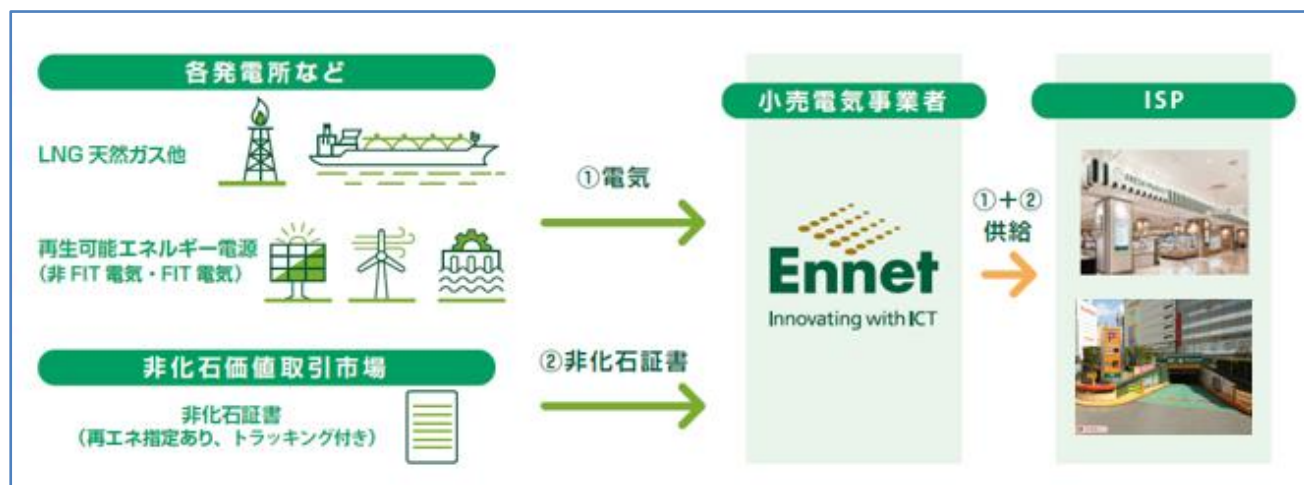 各発電所など
LNG 天然ガス他
再生可能エネルギー電源
(非 FIT 電気・FIT 電気)
非化石価値取引市場
非化石証書
(再エネ指定あり、トラッキング付き)
①電気
②非化石証書
小売電気事業者
Ennet
Innovating with ICT
①+②
供給
ISP